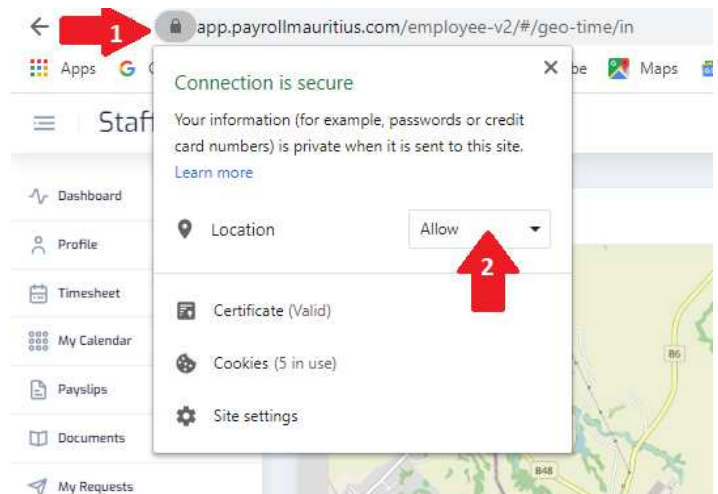 1
app.payrollmauritius.com/employee-v2/#/geo-time/in
Apps
Maps
Connection is secure
Your information (for example, passwords or credit
card numbers) is private when it is sent to this site.
Learn more
Location
Allow
2
Certificate (Valid)
Cookies (5 in use)
Site settings
Staf
Dashboard
Profile
Timesheet
My Calendar
Payslips
Documents
My Requests
B6
B48